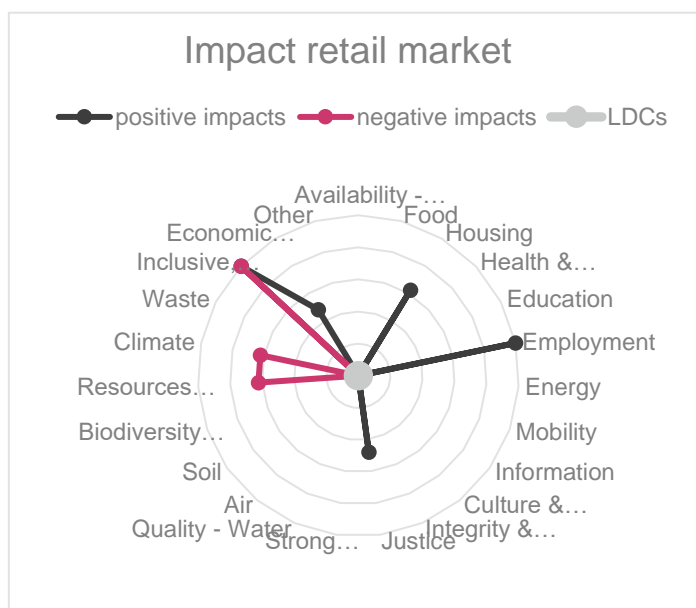 Impact retail market
positive impacts
negative impacts
LDCs
Availability -...
Food
Housing
Health &...
Education
Employment
Energy
Mobility
Information
Culture &...
Integrity &...
Justice
Strong...
Quality - Water
Air
Soil
Biodiversity...
Resources...
Climate
Waste
Inclusive,...
Economic...
Other